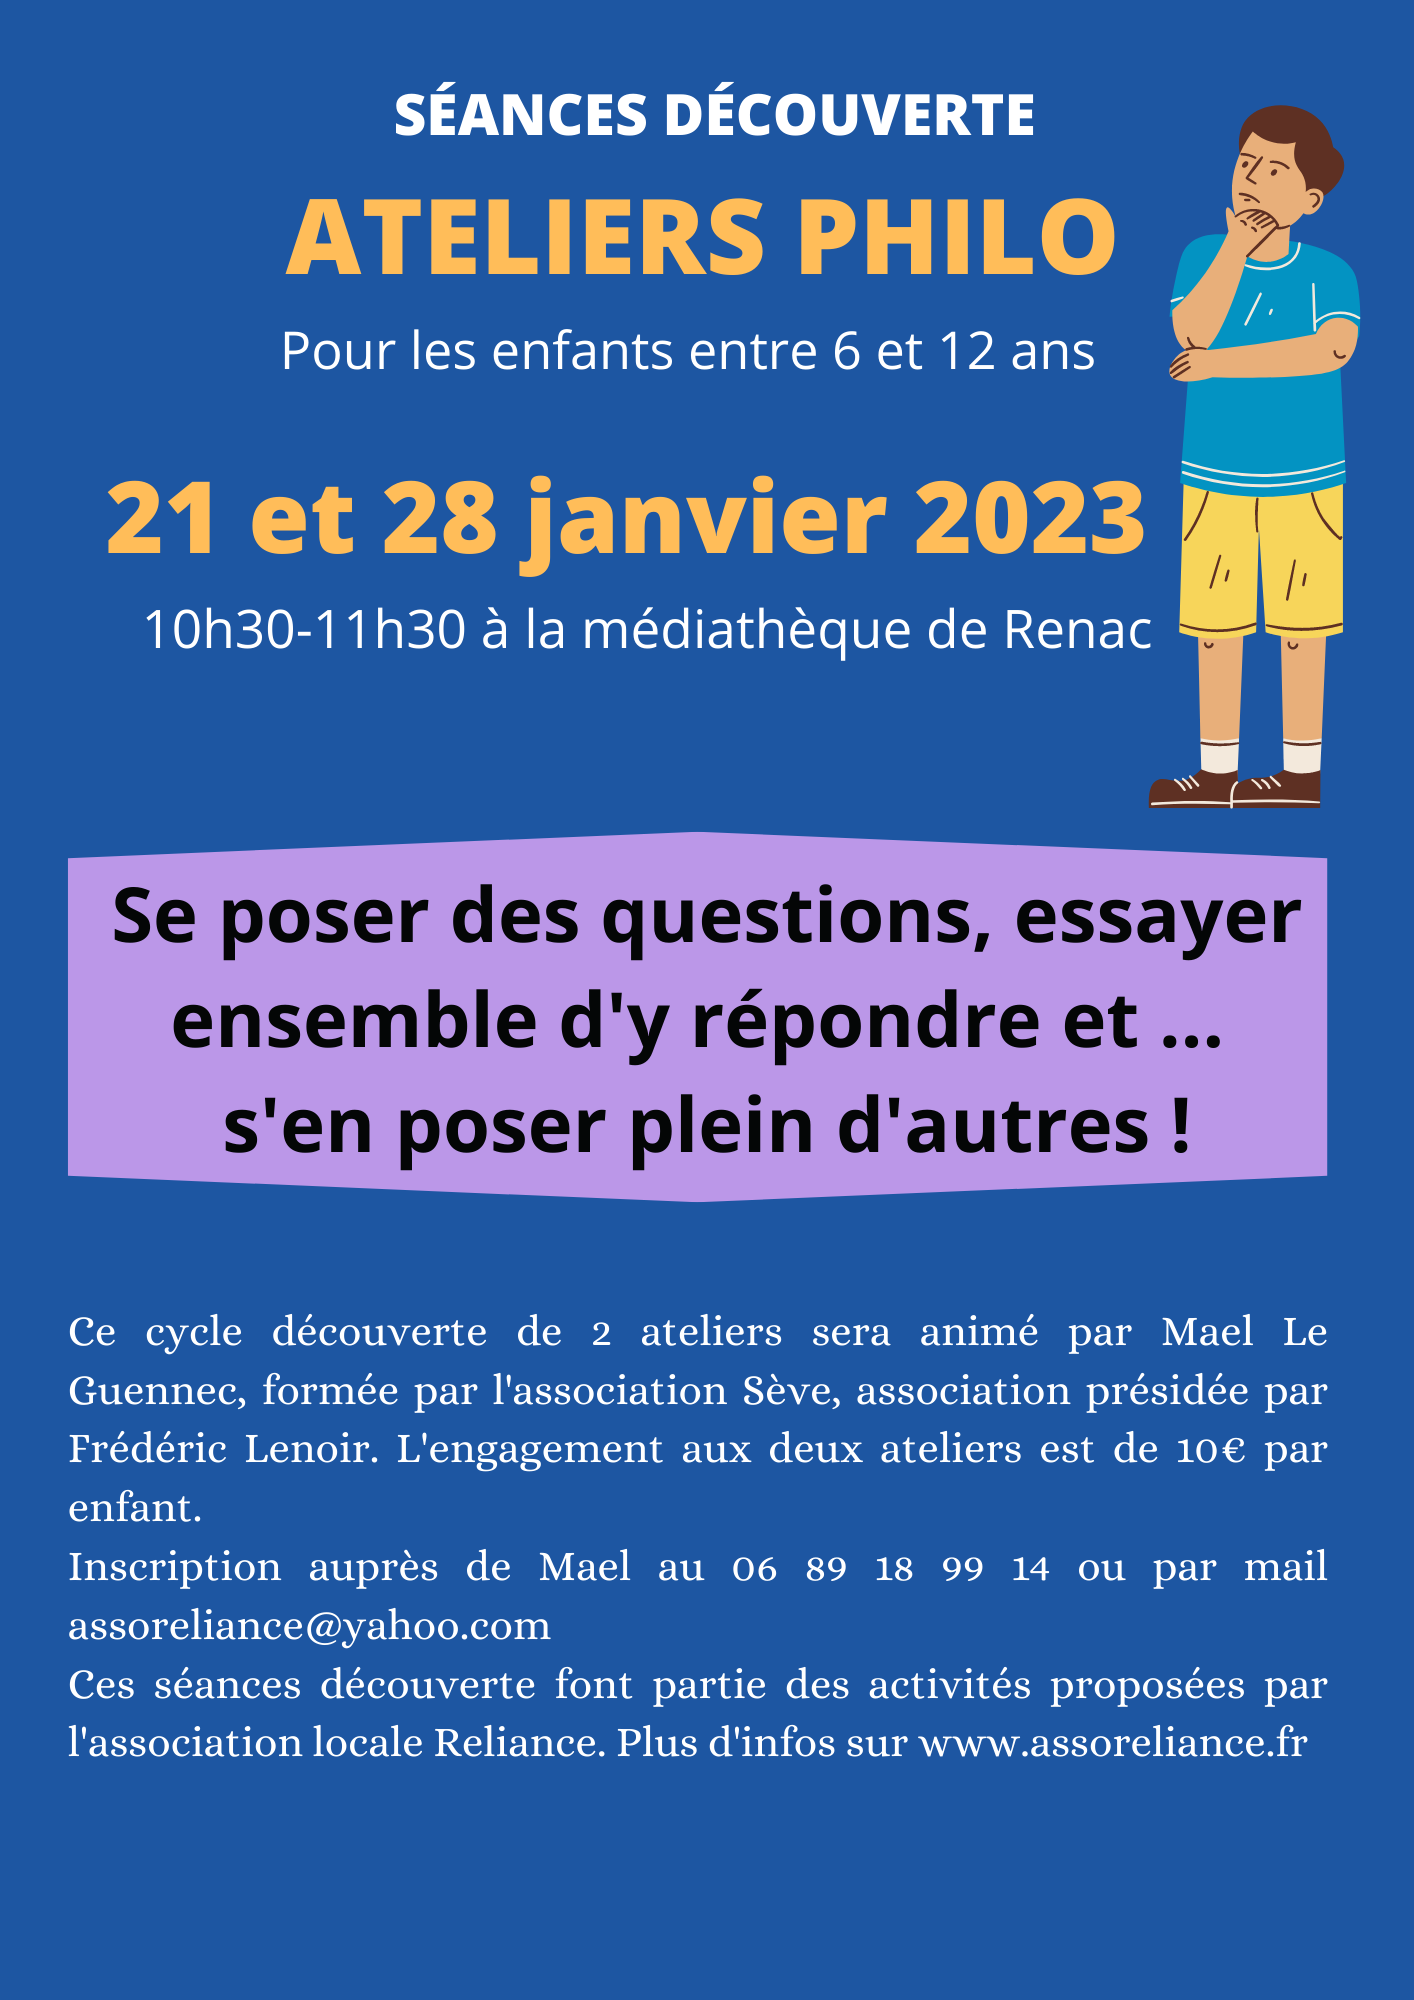 SÉANCES DÉCOUVERTE
ATELIERS PHILO
Pour les enfants entre 6 et 12 ans
21 et 28 janvier 2023
10h30-11h30 à la médiathèque de Renac
Se poser des questions, essayer
ensemble d'y répondre et ...
s'en poser plein d'autres !
Ce cycle découverte de 2 ateliers sera animé par Mael Le
Guennec, formée par l'association Sève, association présidée par
Frédéric Lenoir. L'engagement aux deux ateliers est de 10€ par
enfant.
Inscription auprès de Mael au 06 89 18 99 14 ou par mail
assoreliance@yahoo.com
Ces séances découverte font partie des activités proposées par
l'association locale Reliance. Plus d'infos sur www.assoreliance.fr